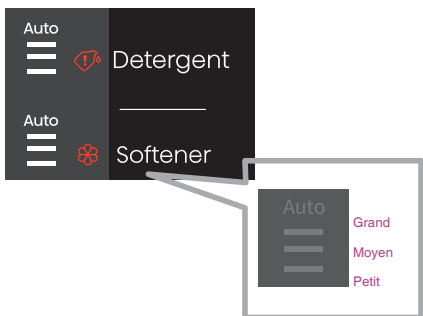 Auto
Detergent
Auto
Softener
Auto
Grand
Moyen
Petit